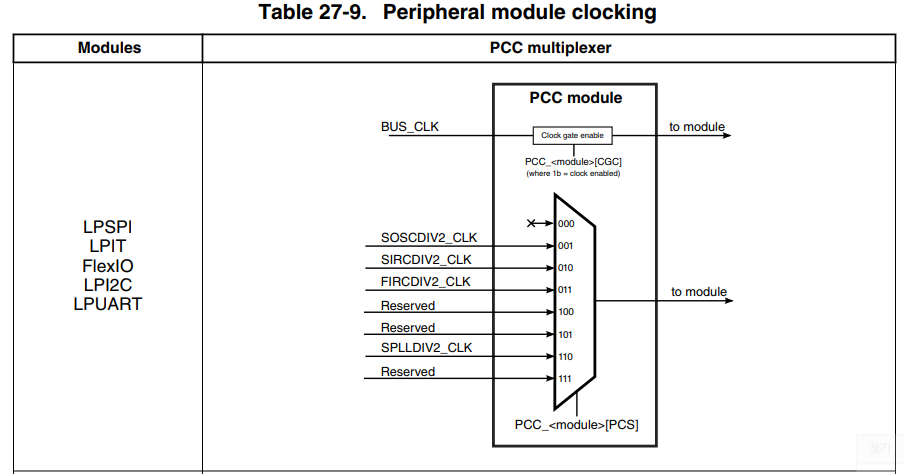 Table 27-9. Peripheral module clocking
Modules
PCC multiplexer
LPSPI
LPIT
FlexIO
LPI2C
LPUART
PCC module
BUS_CLK
Clock gate enable
to module
PCC_<module>[CGC]
(where 1b = clock enabled)
000
SOSCDIV2_CLK
001
SIRCDIV2_CLK
010
FIRCDIV2_CLK
011
to module
Reserved
100
Reserved
101
SPLLDIV2_CLK
110
Reserved
111
PCC_<module>[PCS]